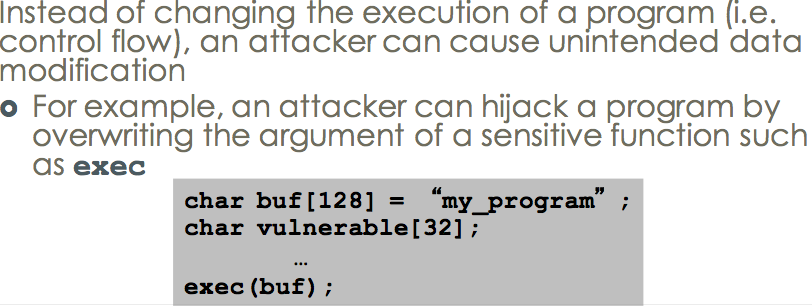 Instead of changing the execution of a program (i.e.
control flow), an attacker can cause unintended data
modification
o For example, an attacker can hijack a program by
overwriting the argument of a sensitive function such
as exec
char buf[128] = “my_program”;
char vulnerable[32];
…
exec(buf);